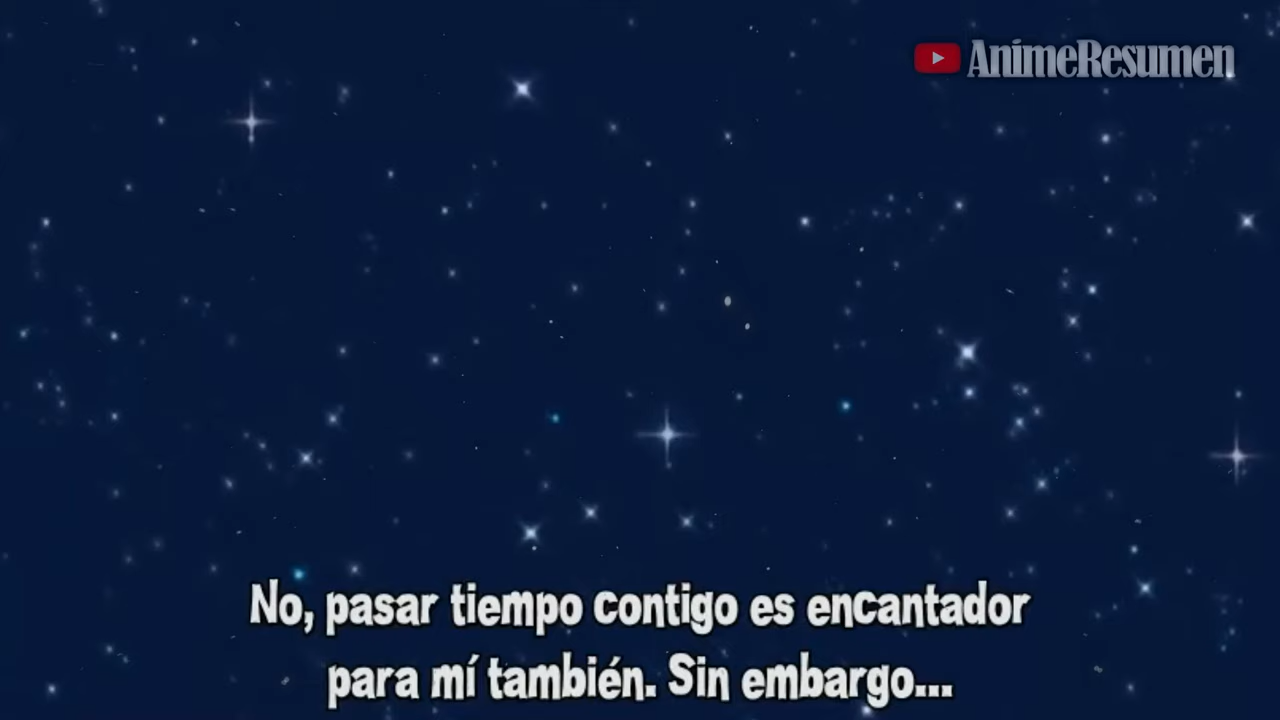 AnimeResumen
No, pasar tiempo contigo es encantador
para mí también. Sin embargo...